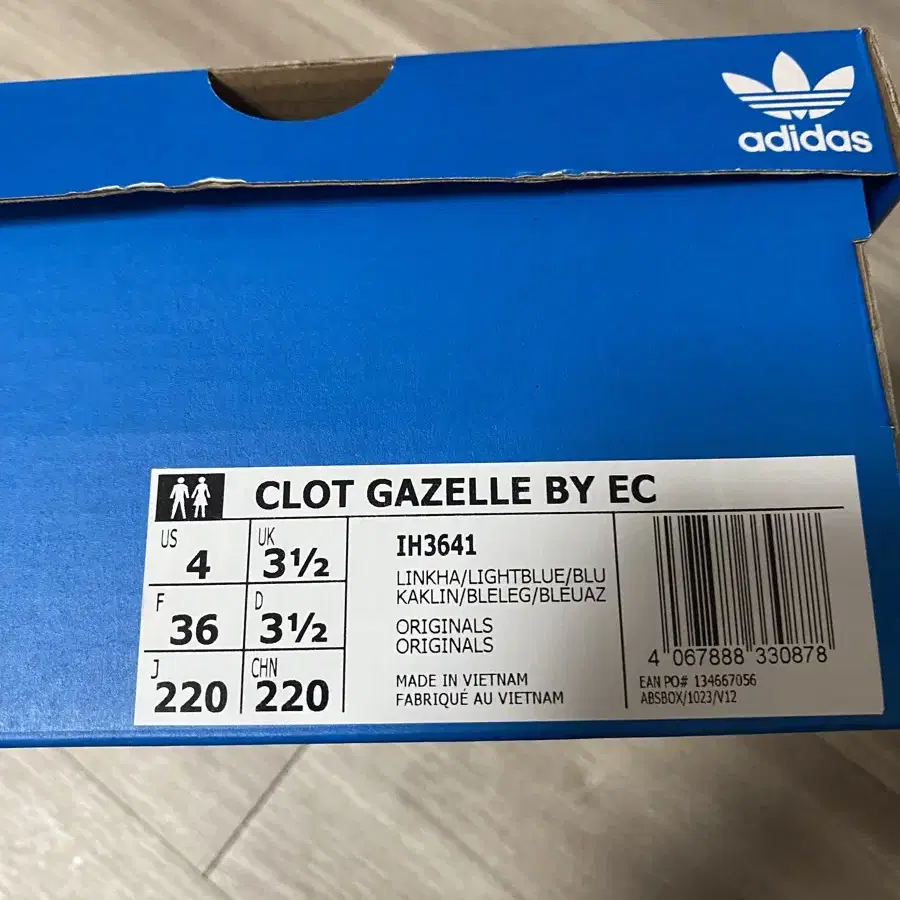 adidas
CLOT GAZELLE BY EC
US 4 UK 3½
F 36 D 3½
J 220 CHN 220
IH3641
LINKHA/LIGHTBLUE/BLU
KAKLIN/BLELEG/BLEUAZ
ORIGINALS
ORIGINALS
MADE IN VIETNAM
FABRIQUÉ AU VIETNAM
4 067888 330878
EAN PO# 134667056
ABSBOX/1023/V12